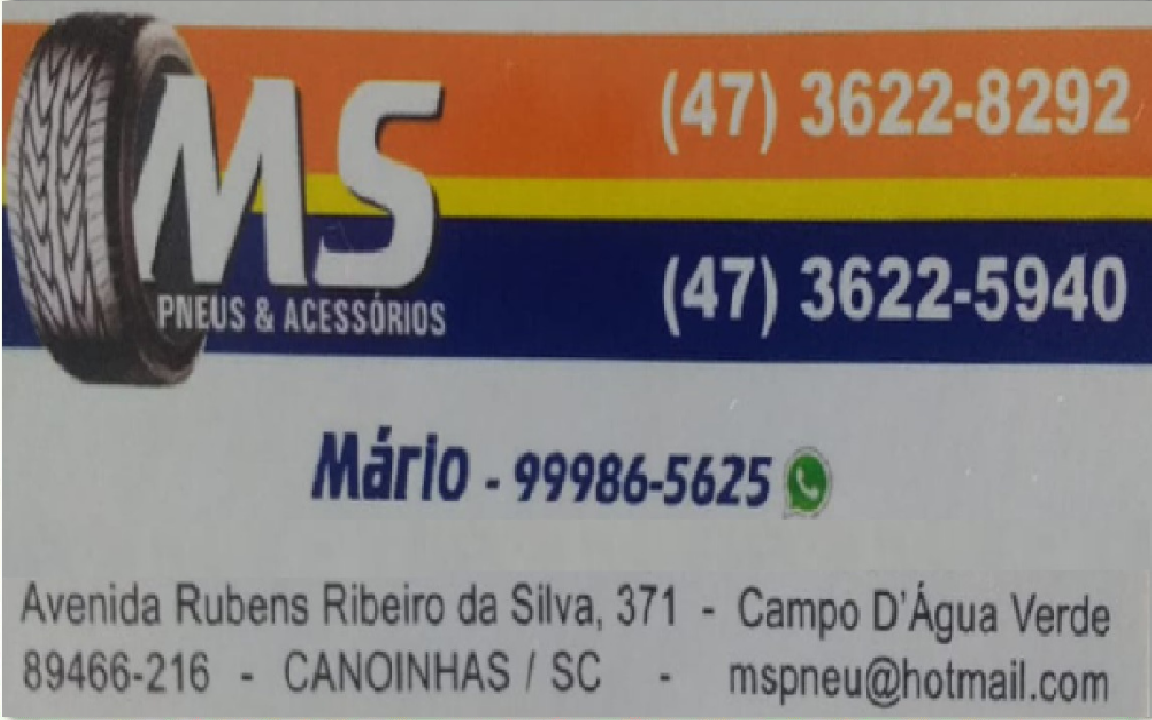 MS
PNEUS & ACESSÓRIOS
(47) 3622-8292
(47) 3622-5940
Mário - 99986-5625
Avenida Rubens Ribeiro da Silva, 371 - Campo D'Água Verde
89466-216 - CANOINHAS / SC - mspneu@hotmail.com